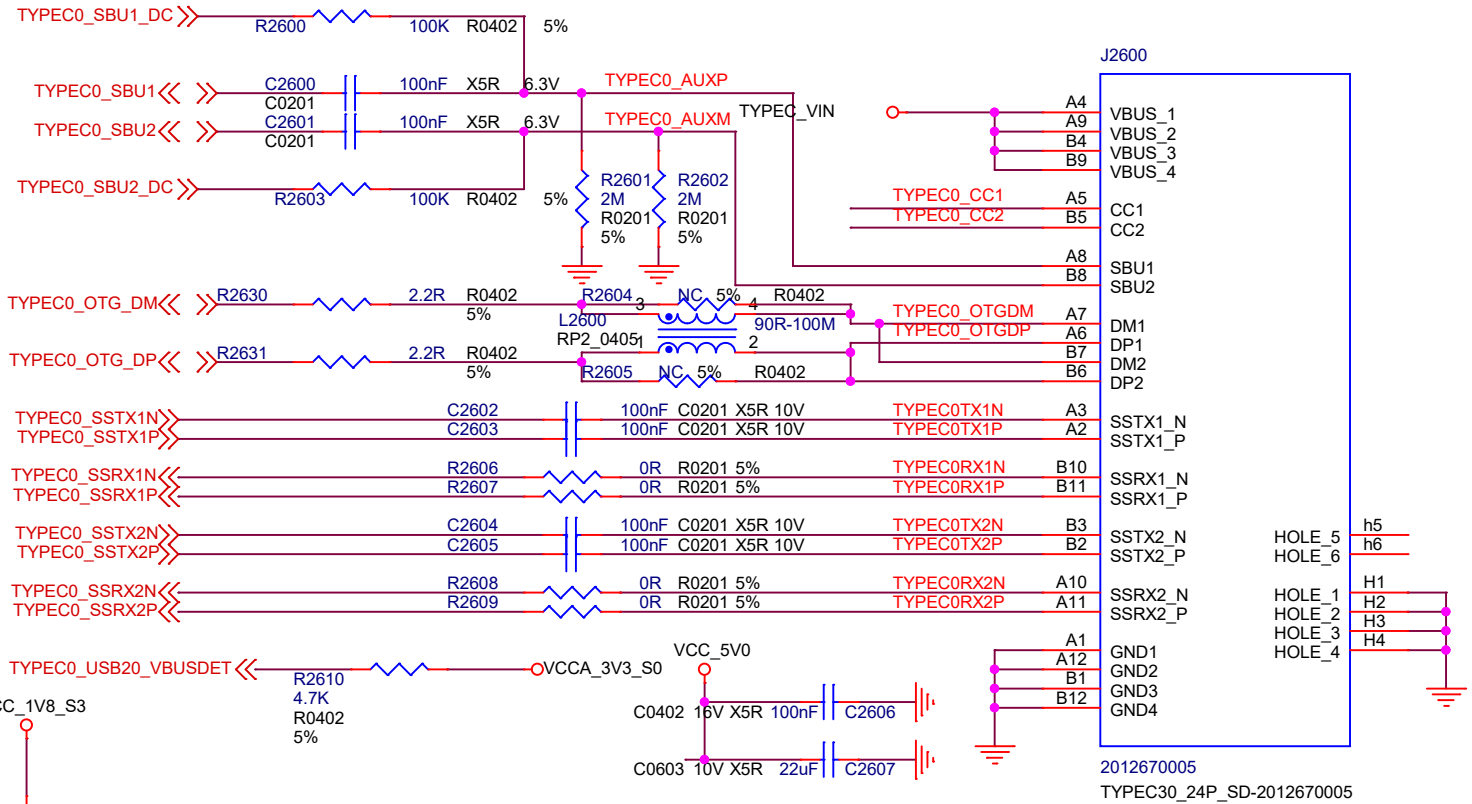 TYPEC0_SBU1_DC R2600 100K R0402 5%
J2600
TYPEC0_SBU1 C2600 100nF X5R 6.3V TYPEC0_AUXP
C0201
TYPEC0_SBU2 C2601 100nF X5R 6.3V TYPEC0_AUXM TYPEC_VIN
C0201
TYPEC0_SBU2_DC R2603 100K R0402 5%
R2601 R2602
2M 2M
R0201 R0201
5% 5%
A4 VBUS_1
A9 VBUS_2
B4 VBUS_3
B9 VBUS_4
TYPEC0_CC1 A5 CC1
TYPEC0_CC2 B5 CC2
A8 SBU1
B8 SBU2
TYPEC0_OTG_DM R2630 2.2R R0402 R2604 NC 5% R0402
5% 3 4
L2600 90R-100M
RP2_0405 1 2
TYPEC0_OTG_DP R2631 2.2R R0402
5% R2605 NC 5% R0402
TYPEC0_OTGDM A7 DM1
TYPEC0_OTGDP A6 DP1
B7 DM2
B6 DP2
TYPEC0_SSTX1N C2602 100nF C0201 X5R 10V TYPEC0TX1N A3 SSTX1_N
TYPEC0_SSTX1P C2603 100nF C0201 X5R 10V TYPEC0TX1P A2 SSTX1_P
TYPEC0_SSRX1N R2606 0R R0201 5% TYPEC0RX1N B10 SSRX1_N
TYPEC0_SSRX1P R2607 0R R0201 5% TYPEC0RX1P B11 SSRX1_P
TYPEC0_SSTX2N C2604 100nF C0201 X5R 10V TYPEC0TX2N B3 SSTX2_N
TYPEC0_SSTX2P C2605 100nF C0201 X5R 10V TYPEC0TX2P B2 SSTX2_P
TYPEC0_SSRX2N R2608 0R R0201 5% TYPEC0RX2N A10 SSRX2_N
TYPEC0_SSRX2P R2609 0R R0201 5% TYPEC0RX2P A11 SSRX2_P
HOLE_5 h5
HOLE_6 h6
HOLE_1 H1
HOLE_2 H2
HOLE_3 H3
HOLE_4 H4
A1 GND1
A12 GND2
B1 GND3
B12 GND4
TYPEC0_USB20_VBUSDET VCCA_3V3_S0
R2610
4.7K
R0402
5%
C_1V8_S3
VCC_5V0
C0402 16V X5R 100nF C2606
C0603 10V X5R 22uF C2607
2012670005
TYPEC30_24P_SD-2012670005